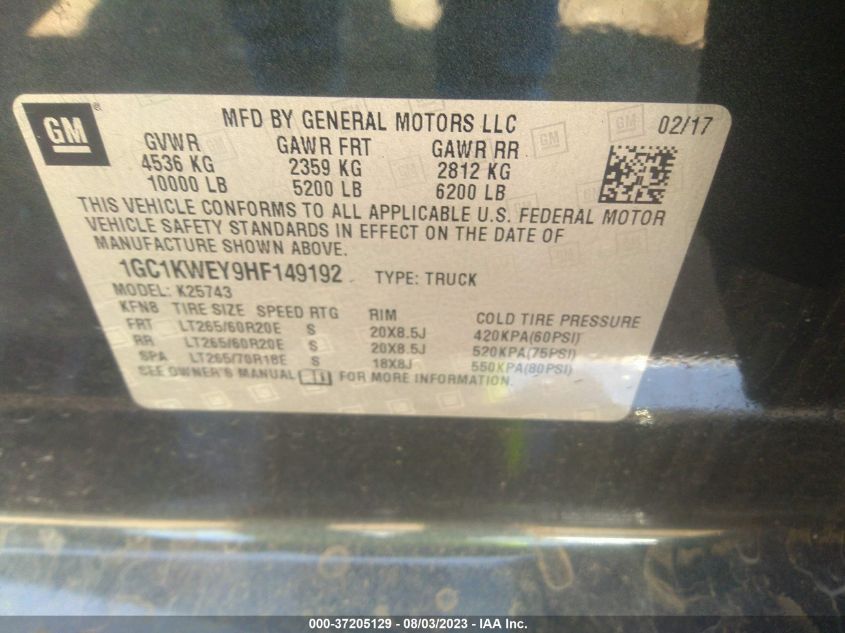 GM
®
MFD BY GENERAL MOTORS LLC 02/17
GVWR GAWR FRT GAWR RR
4536 KG 2359 KG 2812 KG
10000 LB 5200 LB 6200 LB
THIS VEHICLE CONFORMS TO ALL APPLICABLE U.S. FEDERAL MOTOR
VEHICLE SAFETY STANDARDS IN EFFECT ON THE DATE OF
MANUFACTURE SHOWN ABOVE.
1GC1KWEY9HF149192 TYPE: TRUCK
MODEL: K25743
KFN8 TIRE SIZE SPEED RTG RIM COLD TIRE PRESSURE
FRT LT265/60R20E S 20X8.5J 420KPA(60PSI)
RR LT265/60R20E S 20X8.5J 520KPA(75PSI)
SPA LT265/70R18E S 18X8J 550KPA(80PSI)
SEE OWNER'S MANUAL FOR MORE INFORMATION.
000-37205129 - 08/03/2023 - IAA Inc.